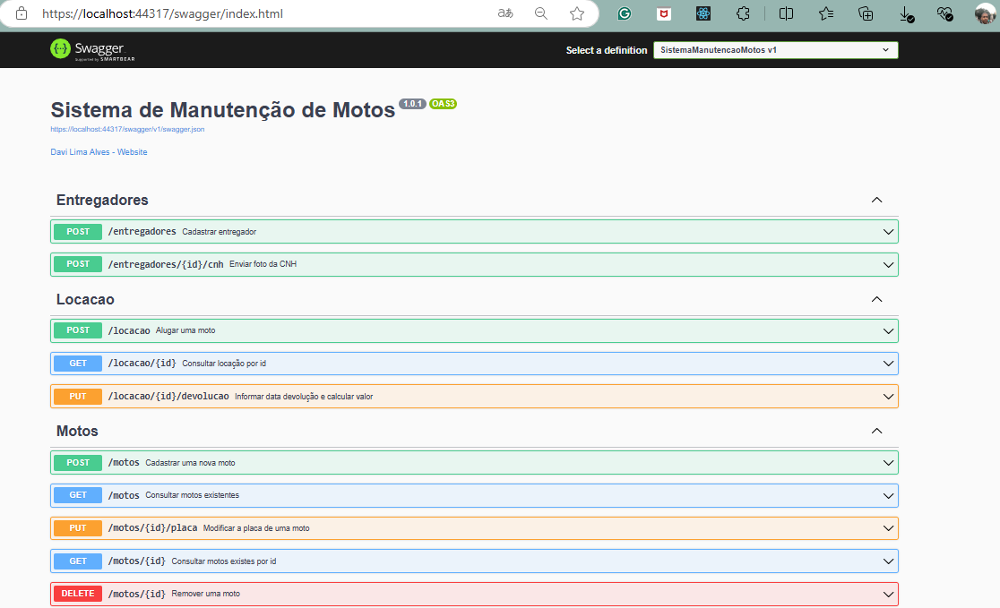 https://localhost:44317/swagger/index.html
aあ
Swagger
Supported by SMARTBEAR
Select a definition
SistemaManutencaoMotos v1
Sistema de Manutenção de Motos 1.0.1 OAS3
https://localhost:44317/swagger/v1/swagger.json
Davi Lima Alves - Website
Entregadores
POST /entregadores Cadastrar entregador
POST /entregadores/{id}/cnh Enviar foto da CNH
Locacao
POST /locacao Alugar uma moto
GET /locacao/{id} Consultar locação por id
PUT /locacao/{id}/devolucao Informar data devolução e calcular valor
Motos
POST /motos Cadastrar uma nova moto
GET /motos Consultar motos existentes
PUT /motos/{id}/placa Modificar a placa de uma moto
GET /motos/{id} Consultar motos existes por id
DELETE /motos/{id} Remover uma moto